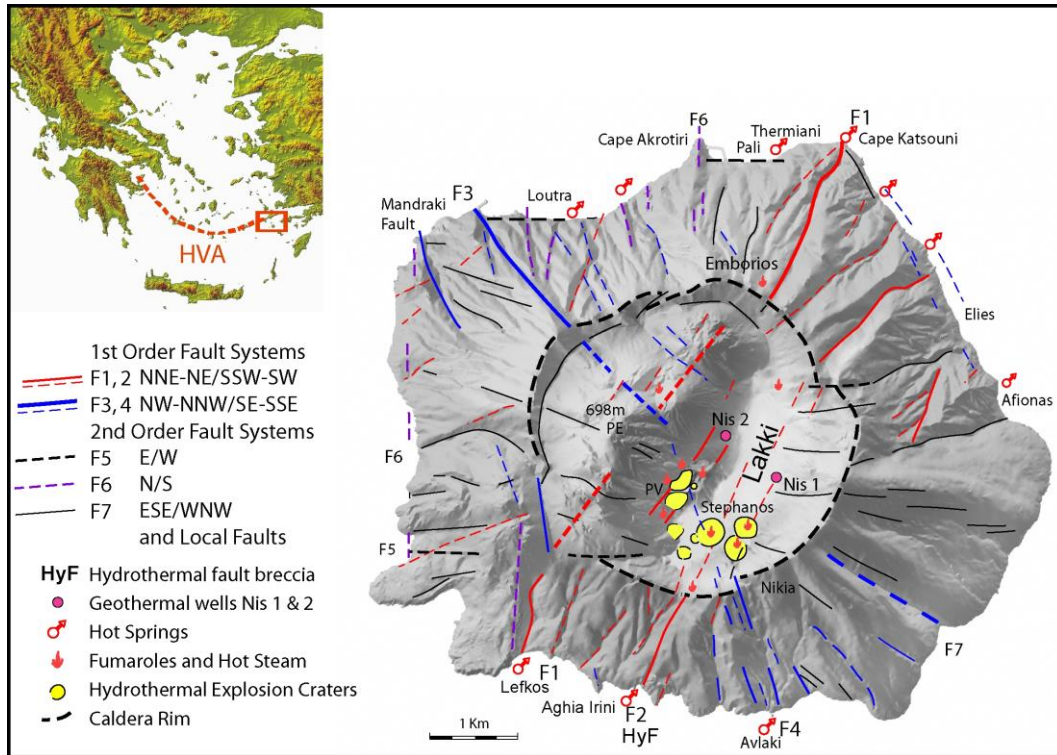 HVA
1st Order Fault Systems
F1, 2 NNE-NE/SSW-SW
F3, 4 NW-NNW/SE-SSE
2nd Order Fault Systems
F5 E/W
F6 N/S
F7 ESE/WNW
and Local Faults
HyF Hydrothermal fault breccia
Geothermal wells Nis 1 & 2
Hot Springs
Fumaroles and Hot Steam
Hydrothermal Explosion Craters
Caldera Rim
F6
Cape Akrotiri
Thermiani
Pali
F1
Cape Katsouni
Loutra
F3
Mandraki
Fault
Emborios
Elies
Afionas
698m
PE
Nis 2
Lakki
Nis 1
F6
PV
Stephanos
F5
Nikia
F7
F1
Lefkos
Aghia Irini
F2
HyF
F4
Avlaki
1 Km